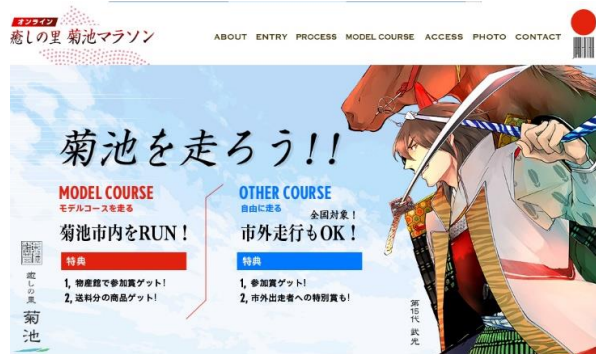 オンライン
癒しの里 菊池マラソン
ABOUT ENTRY PROCESS MODEL COURSE ACCESS PHOTO CONTACT
菊池を走ろう!!
MODEL COURSE
モデルコースを走る
菊池市内をRUN!
特典
1, 物産館で参加賞ゲット!
2, 送料分の商品ゲット!
OTHER COURSE
自由に走る
全国対象!
市外走行もOK!
特典
1, 参加賞ゲット!
2, 市外出走者への特別賞も!
癒しの里
菊池
第15代 武光